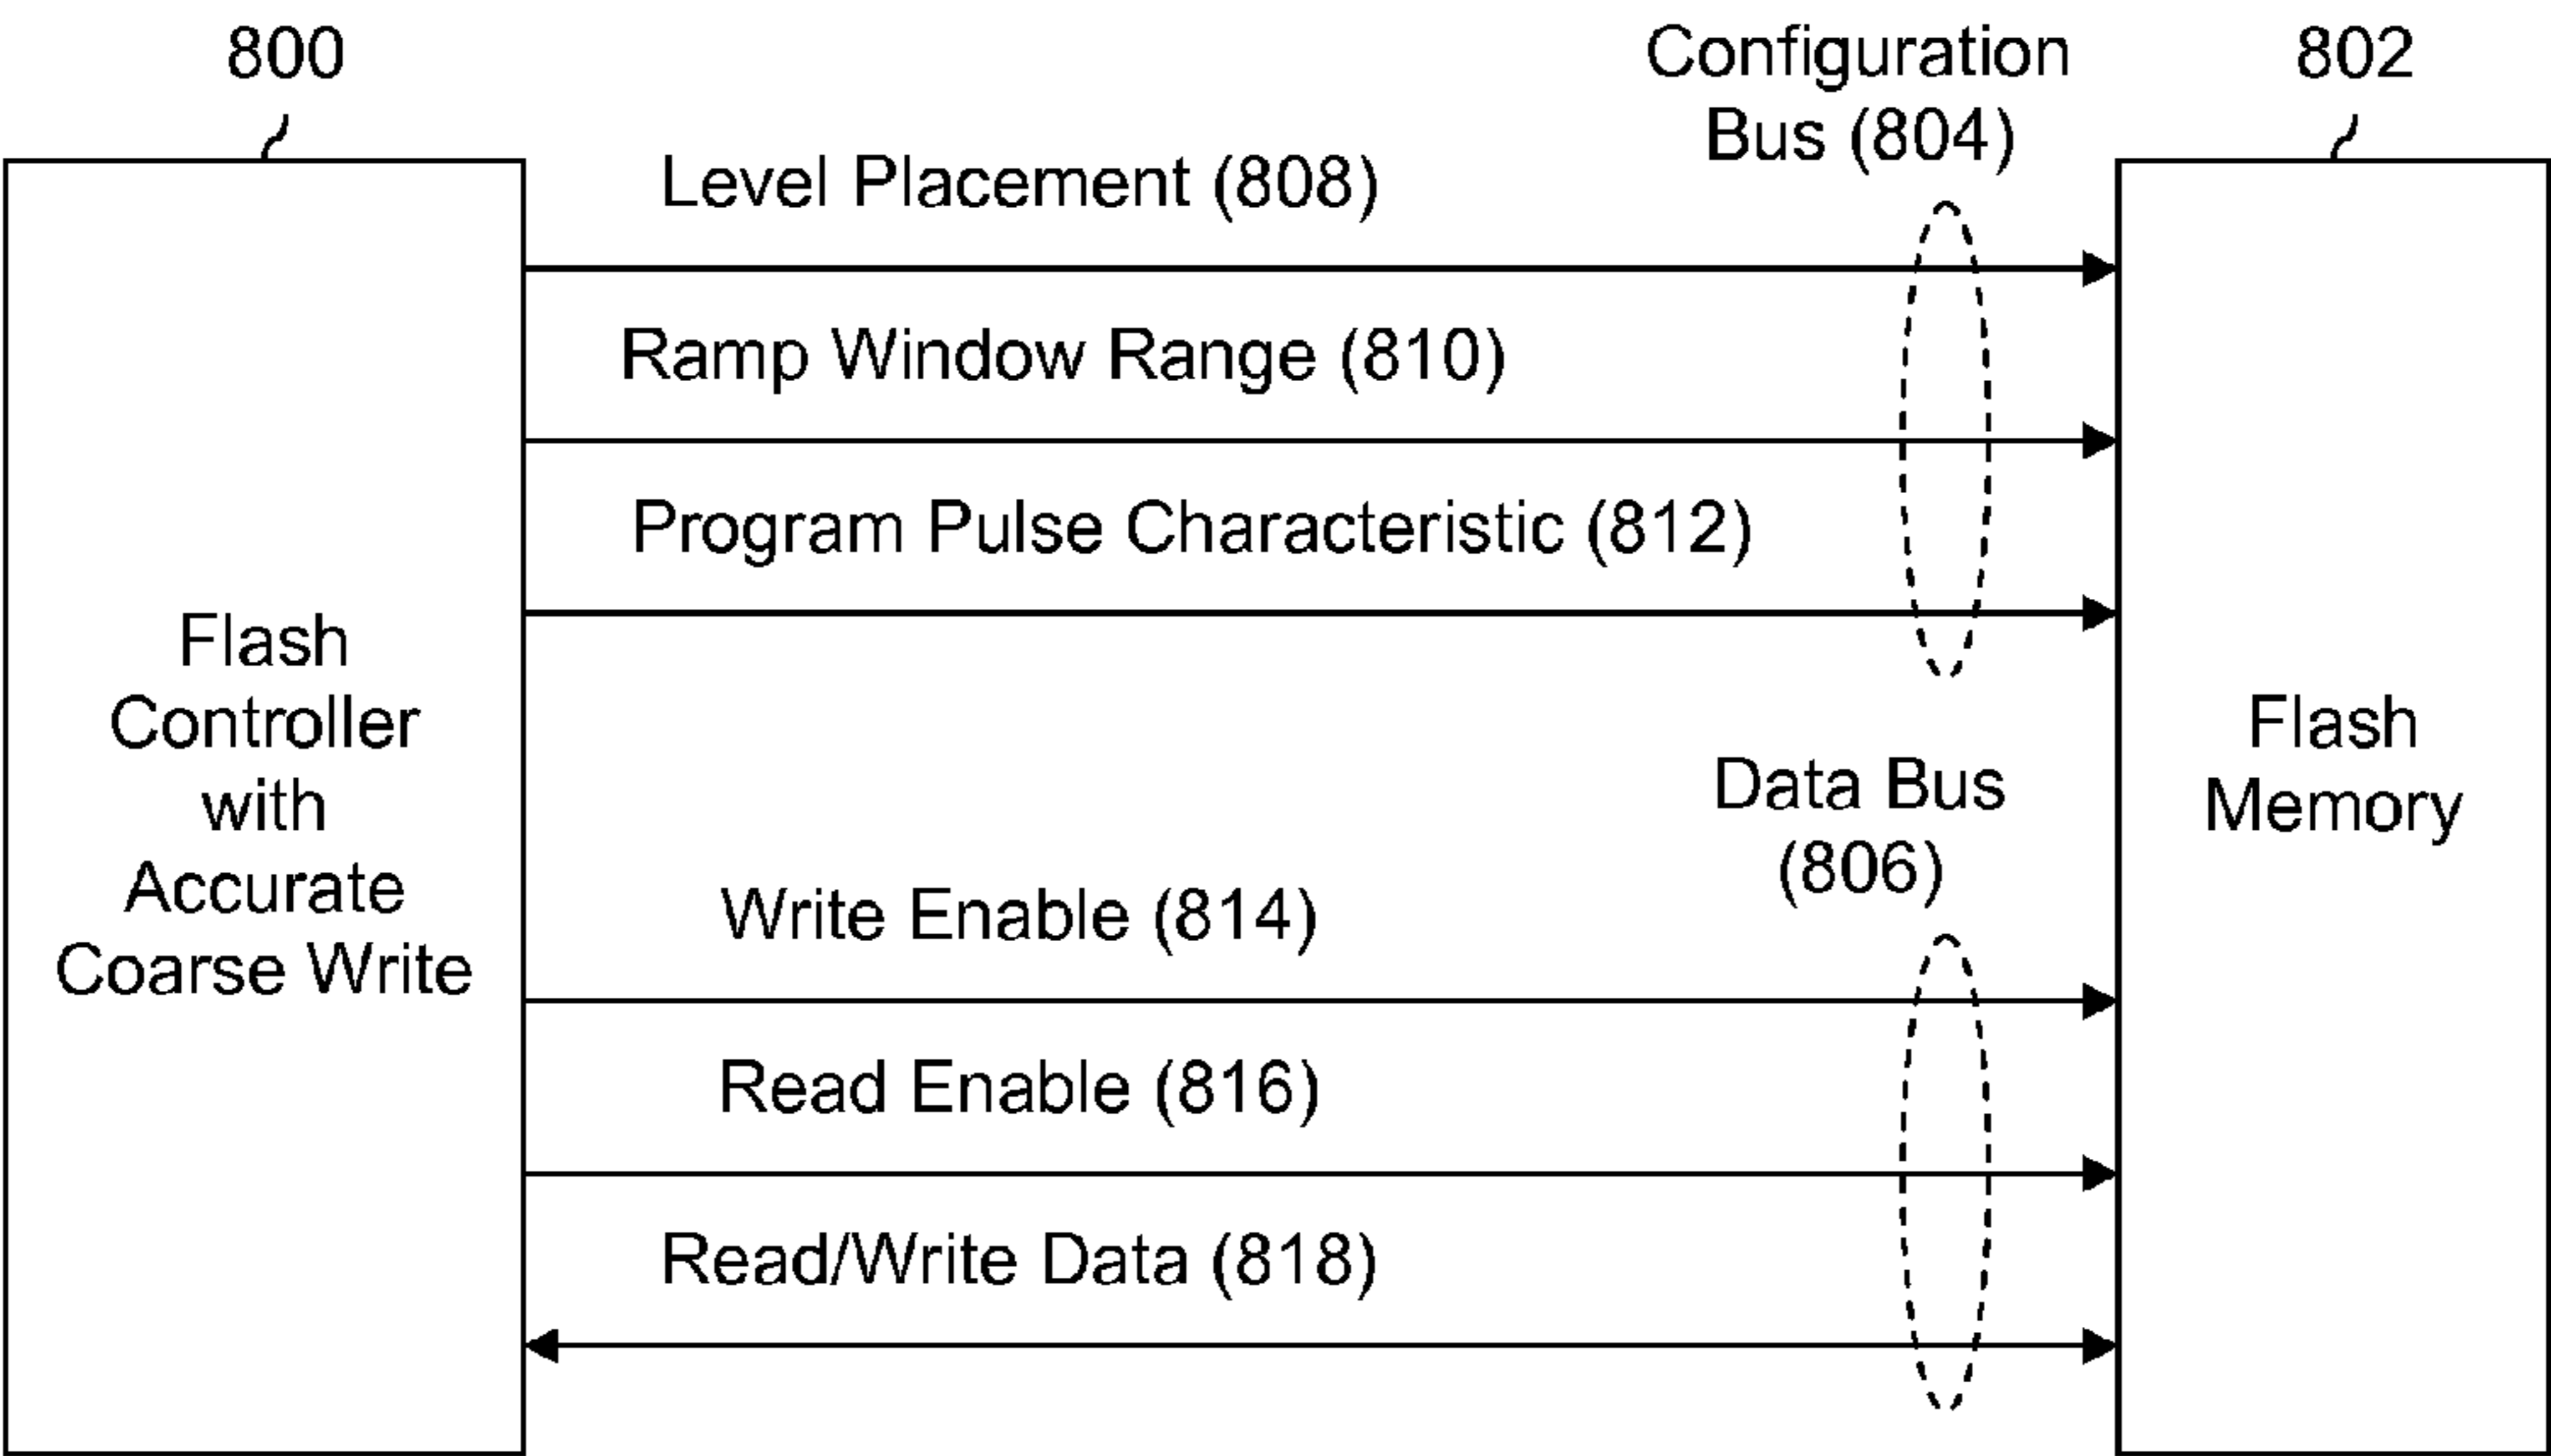 800
Configuration
Bus (804)
802
Level Placement (808)
Ramp Window Range (810)
Program Pulse Characteristic (812)
Flash
Controller
with
Accurate
Coarse Write
Data Bus
(806)
Flash
Memory
Write Enable (814)
Read Enable (816)
Read/Write Data (818)